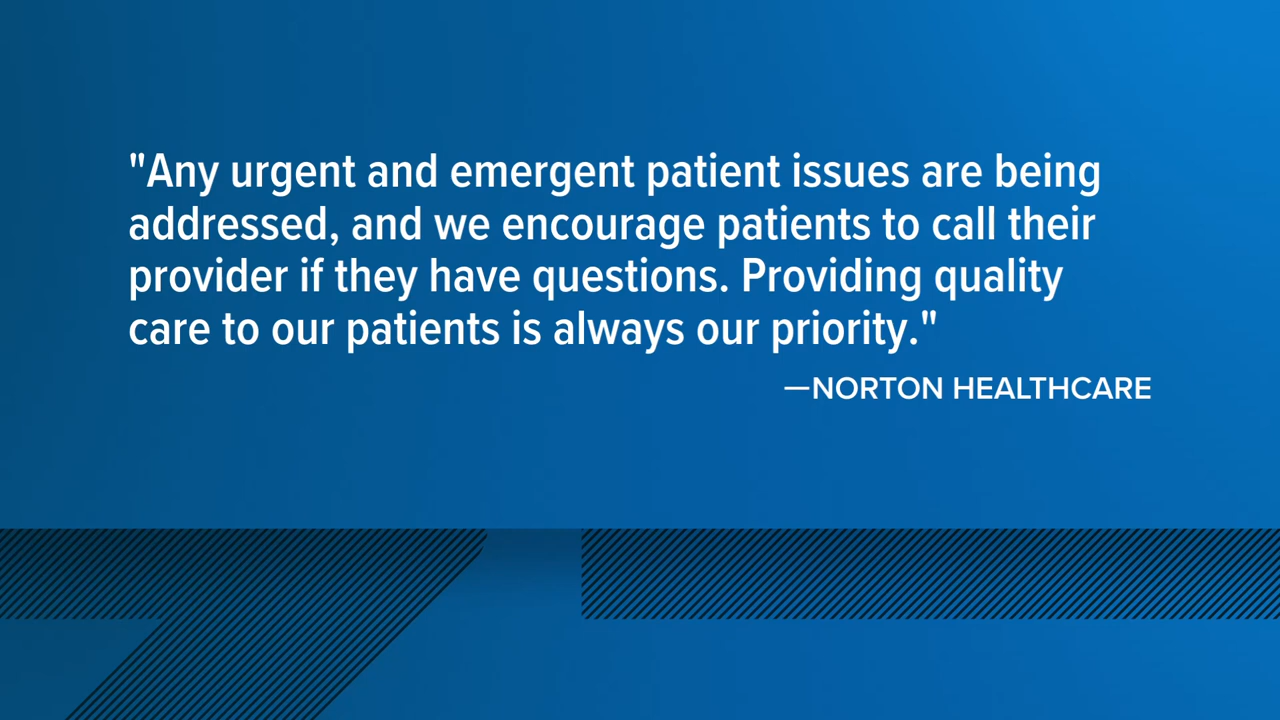 "Any urgent and emergent patient issues are being
addressed, and we encourage patients to call their
provider if they have questions. Providing quality
care to our patients is always our priority."
—NORTON HEALTHCARE